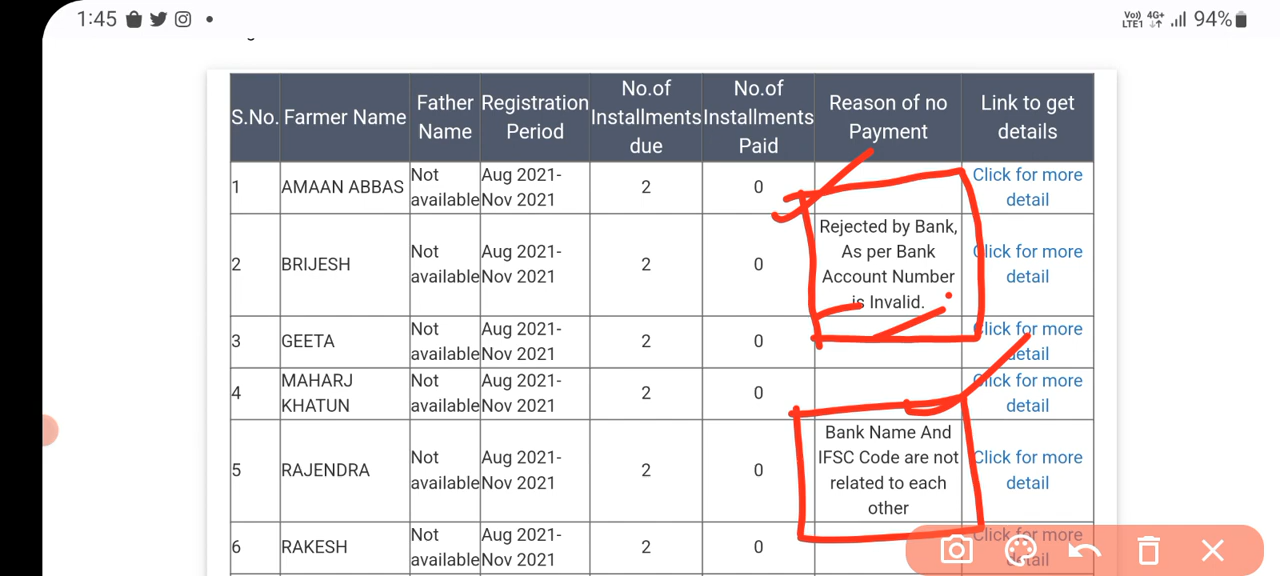 1:45
Vo) 4G+
LTE1
94%
S.No.
Farmer Name
Father
Name
Registration
Period
No.of
Installments
due
No.of
Installments
Paid
Reason of no
Payment
Link to get
details
1
AMAAN ABBAS
Not
available
Aug 2021-
Nov 2021
2
0
Click for more
detail
2
BRIJESH
Not
available
Aug 2021-
Nov 2021
2
0
Rejected by Bank,
As per Bank
Account Number
is Invalid.
Click for more
detail
3
GEETA
Not
available
Aug 2021-
Nov 2021
2
0
Click for more
detail
4
MAHARJ
KHATUN
Not
available
Aug 2021-
Nov 2021
2
0
Click for more
detail
5
RAJENDRA
Not
available
Aug 2021-
Nov 2021
2
0
Bank Name And
IFSC Code are not
related to each
other
Click for more
detail
6
RAKESH
Not
available
Aug 2021-
Nov 2021
2
0
Click for more
detail